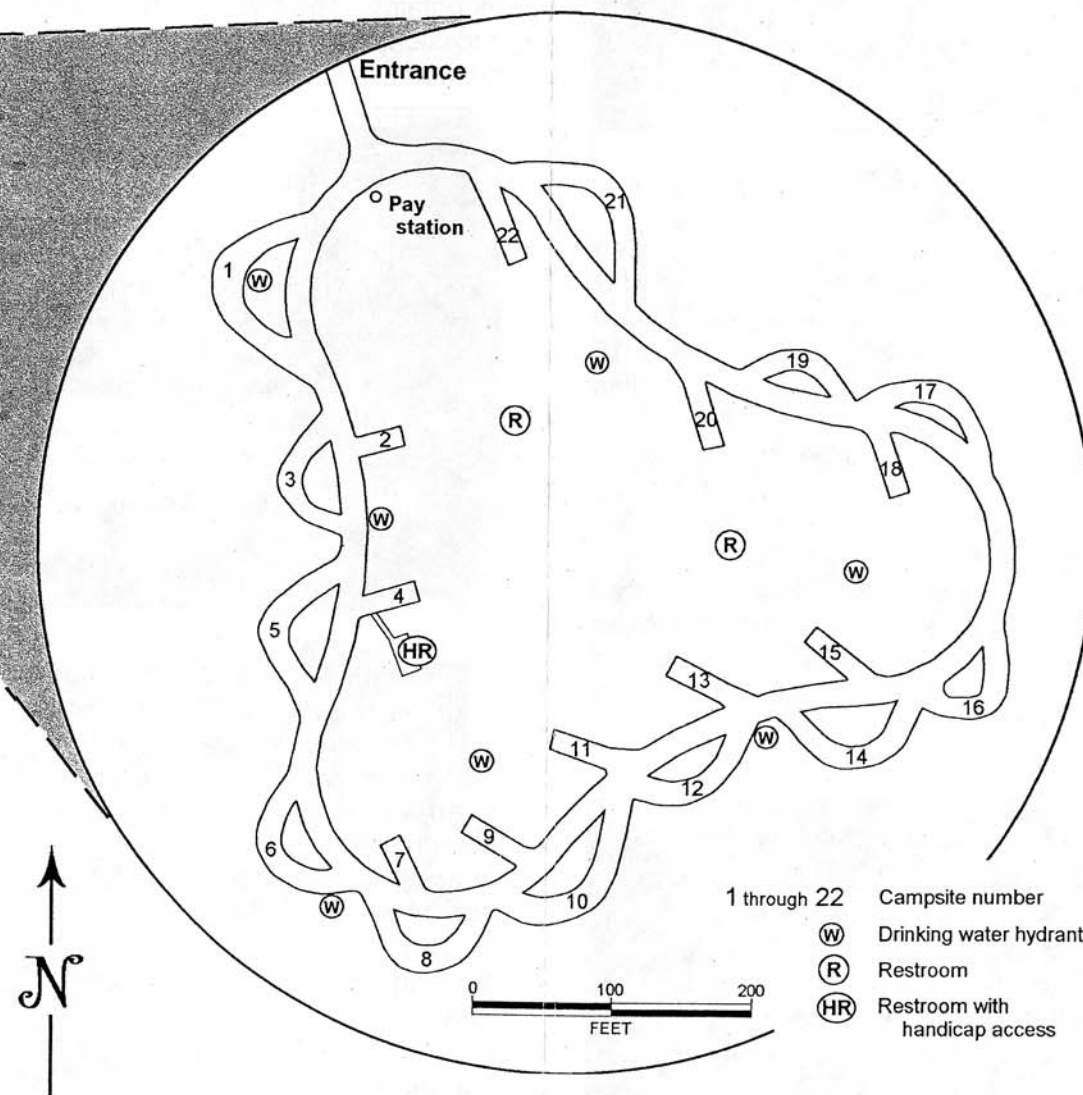 Entrance
Pay
station
21
22
1
W
W
19
17
R
20
2
18
3
W
R
W
4
5
HR
15
13
16
W
11
14
W
12
9
6
7
10
W
8
1 through 22 Campsite number
W Drinking water hydrant
R Restroom
HR Restroom with
handicap access
0 100 200
FEET
N